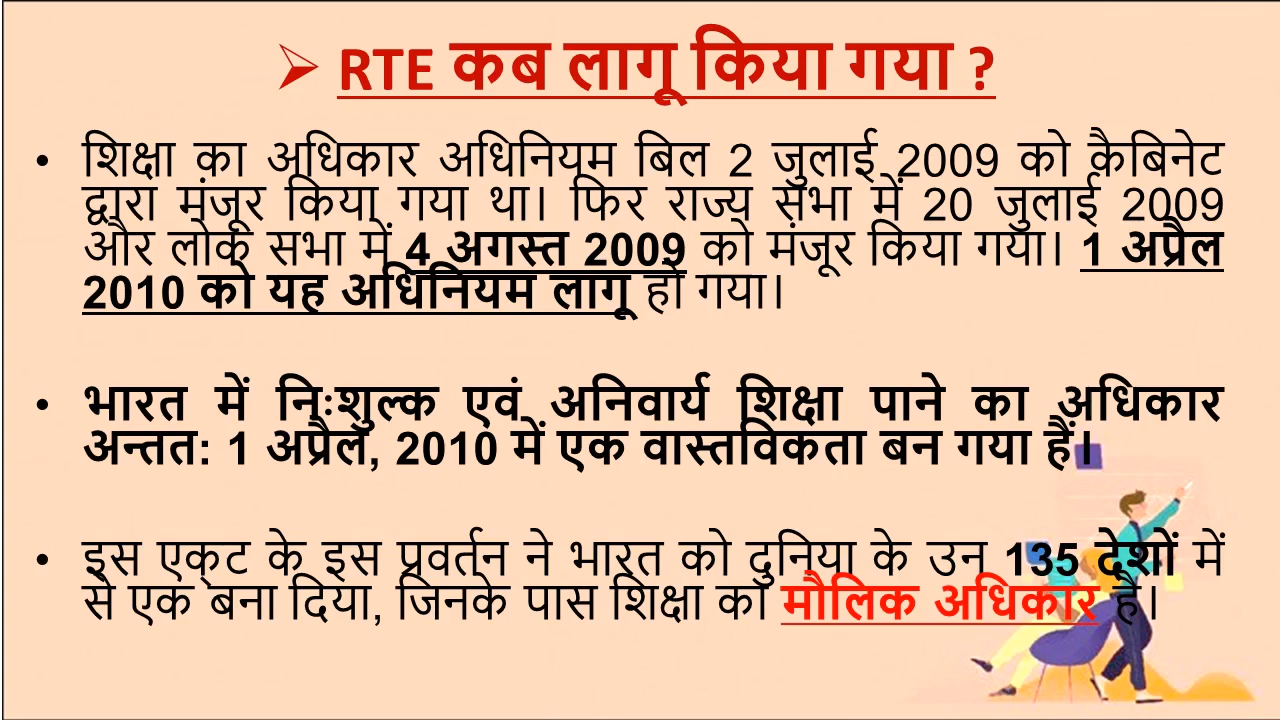 ➢ RTE कब लागू किया गया ?
• शिक्षा का अधिकार अधिनियम बिल 2 जुलाई 2009 को कैबिनेट
द्वारा मंजूर किया गया था। फिर राज्य सभा में 20 जुलाई 2009
और लोक सभा में 4 अगस्त 2009 को मंजूर किया गया। 1 अप्रैल
2010 को यह अधिनियम लागू हो गया।
• भारत में निःशुल्क एवं अनिवार्य शिक्षा पाने का अधिकार
अन्तत: 1 अप्रैल, 2010 में एक वास्तविकता बन गया हैं।
• इस एक्ट के इस प्रवर्तन ने भारत को दुनिया के उन 135 देशों में
से एक बना दिया, जिनके पास शिक्षा का मौलिक अधिकार है।